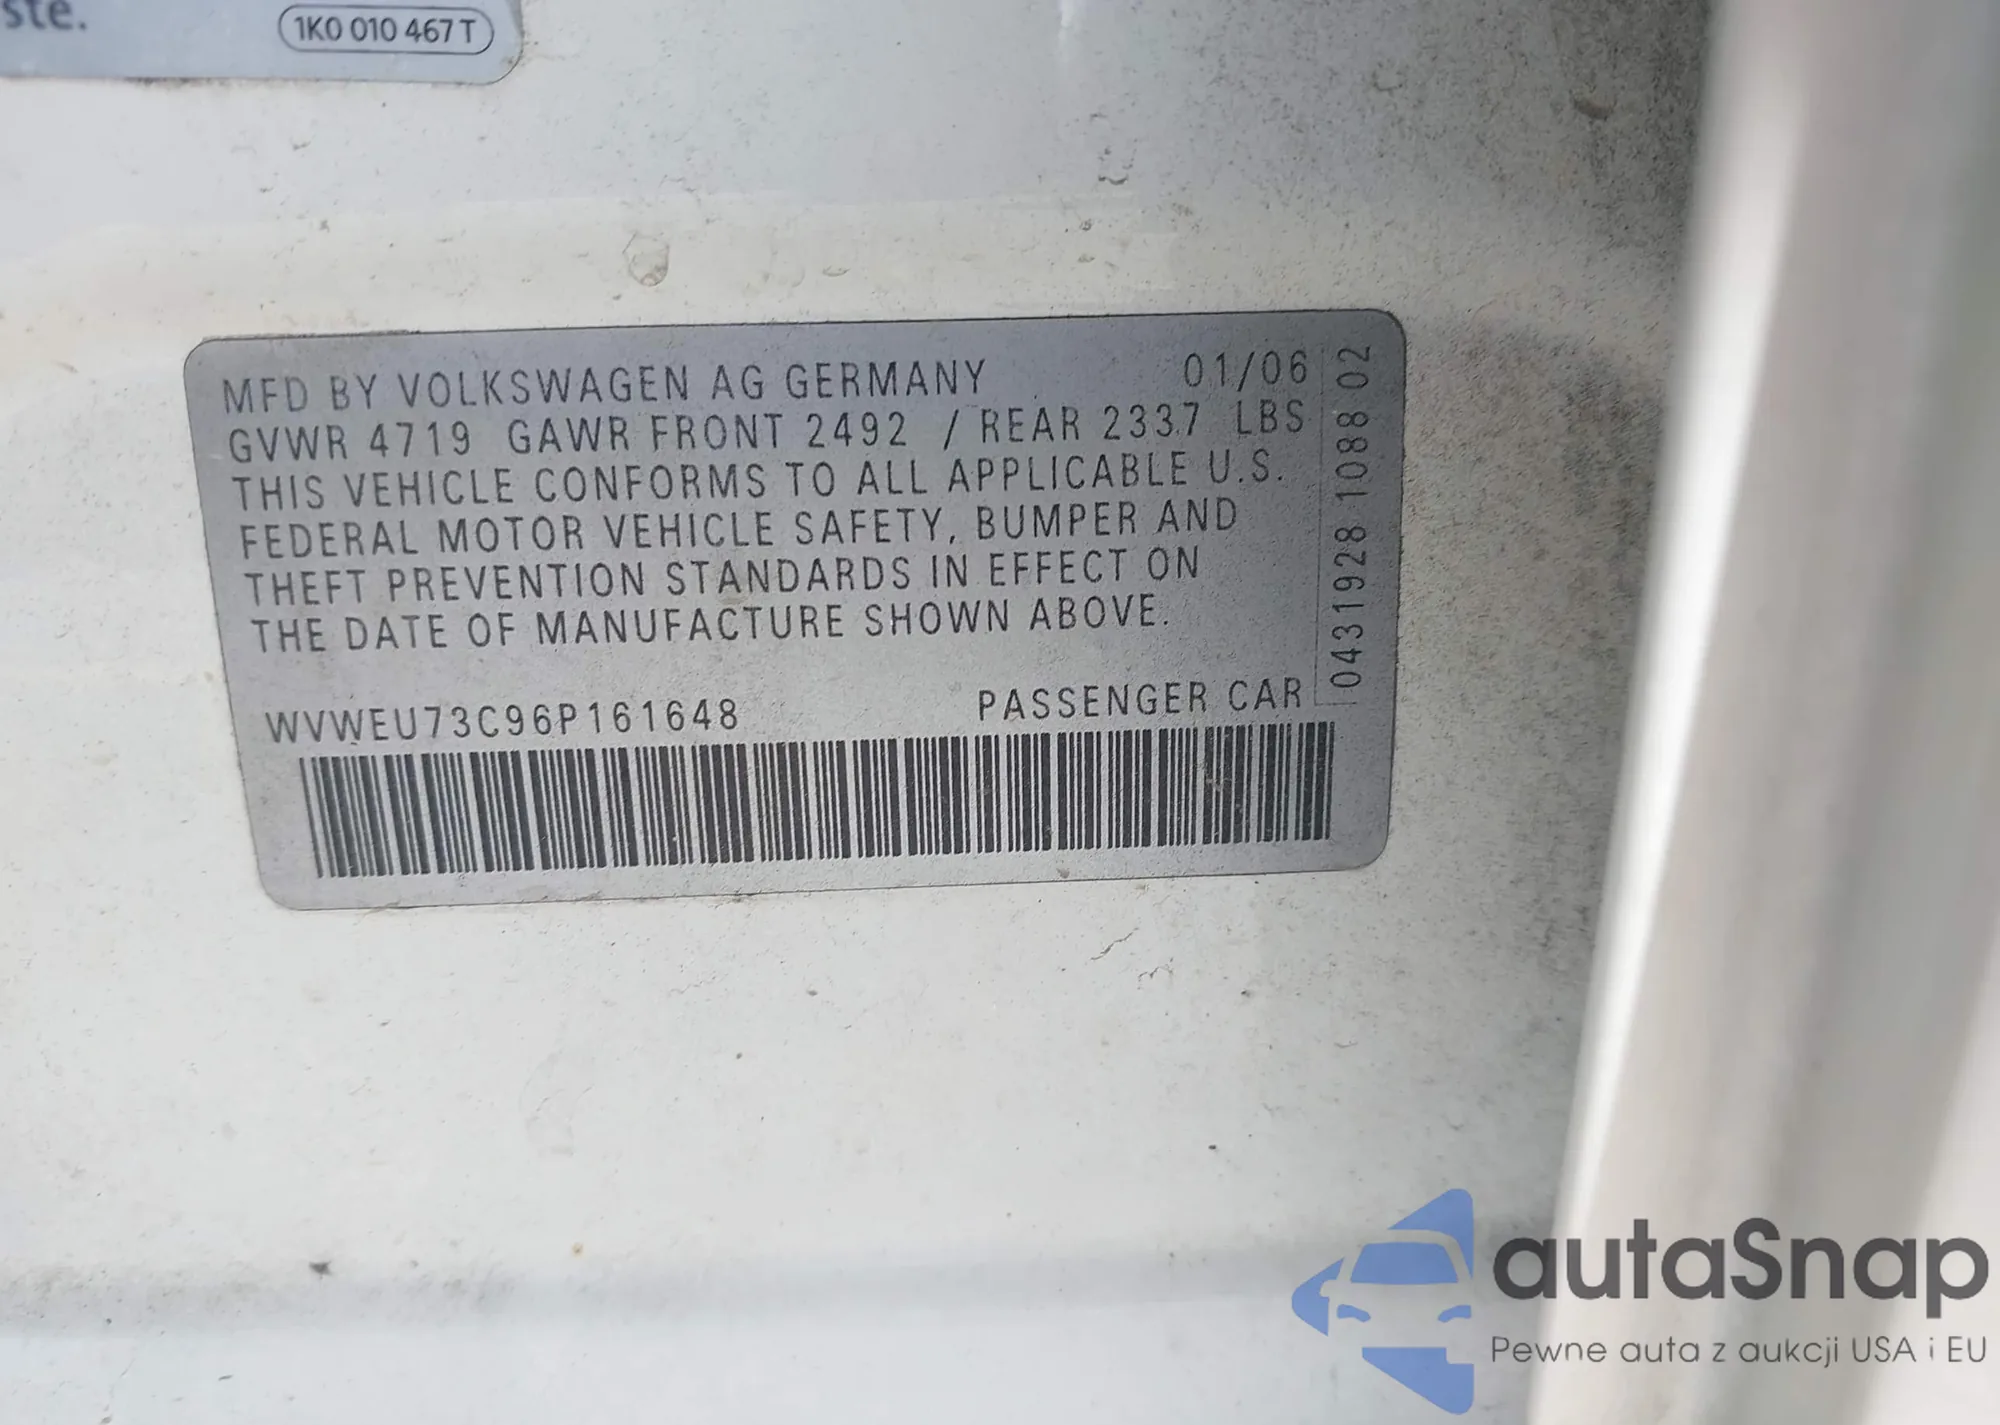 ste.
1K0 010 467 T
MFD BY VOLKSWAGEN AG GERMANY 01/06
GVWR 4719 GAWR FRONT 2492 / REAR 2337 LBS
THIS VEHICLE CONFORMS TO ALL APPLICABLE U.S.
FEDERAL MOTOR VEHICLE SAFETY, BUMPER AND
THEFT PREVENTION STANDARDS IN EFFECT ON
THE DATE OF MANUFACTURE SHOWN ABOVE.
WVWEU73C96P161648 PASSENGER CAR
0431928 1088 02
autaSnap
Pewne auta z aukcji USA i EU